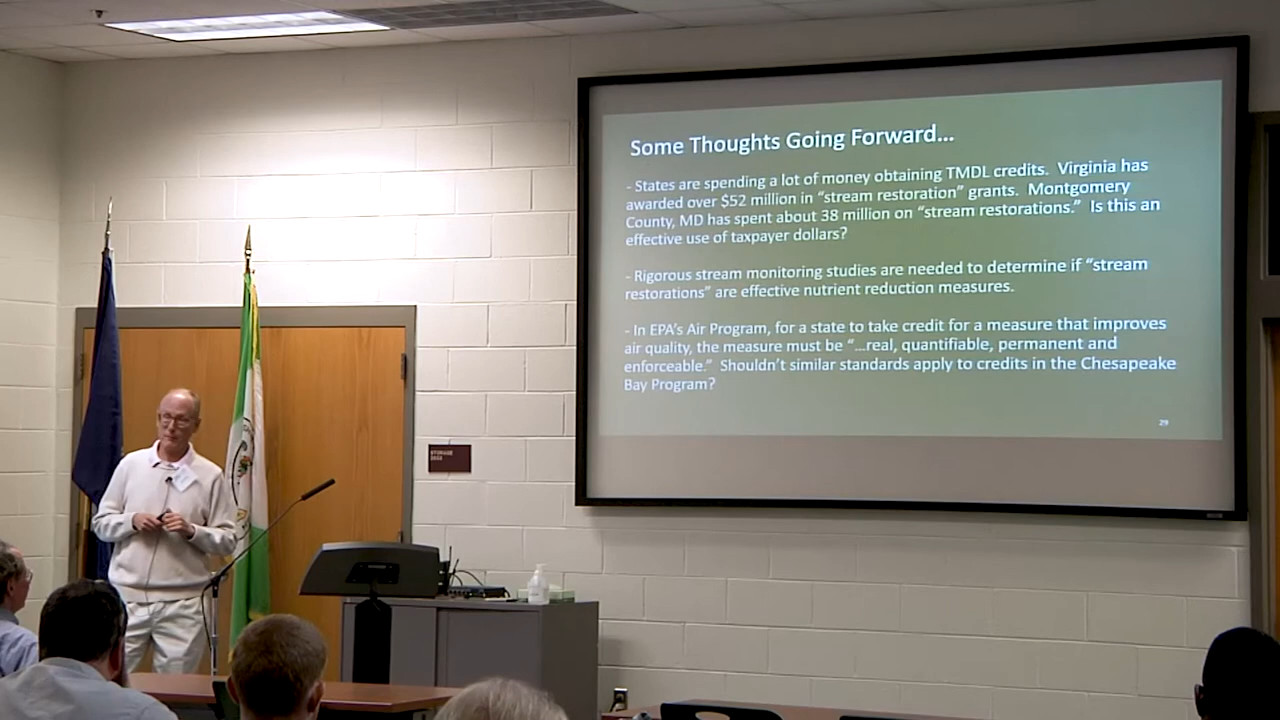 Some Thoughts Going Forward...
- States are spending a lot of money obtaining TMDL credits. Virginia has
awarded over $52 million in “stream restoration” grants. Montgomery
County, MD has spent about 38 million on “stream restorations.” Is this an
effective use of taxpayer dollars?
- Rigorous stream monitoring studies are needed to determine if “stream
restorations” are effective nutrient reduction measures.
- In EPA’s Air Program, for a state to take credit for a measure that improves
air quality, the measure must be “...real, quantifiable, permanent and
enforceable.” Shouldn’t similar standards apply to credits in the Chesapeake
Bay Program?
29
STORAGE